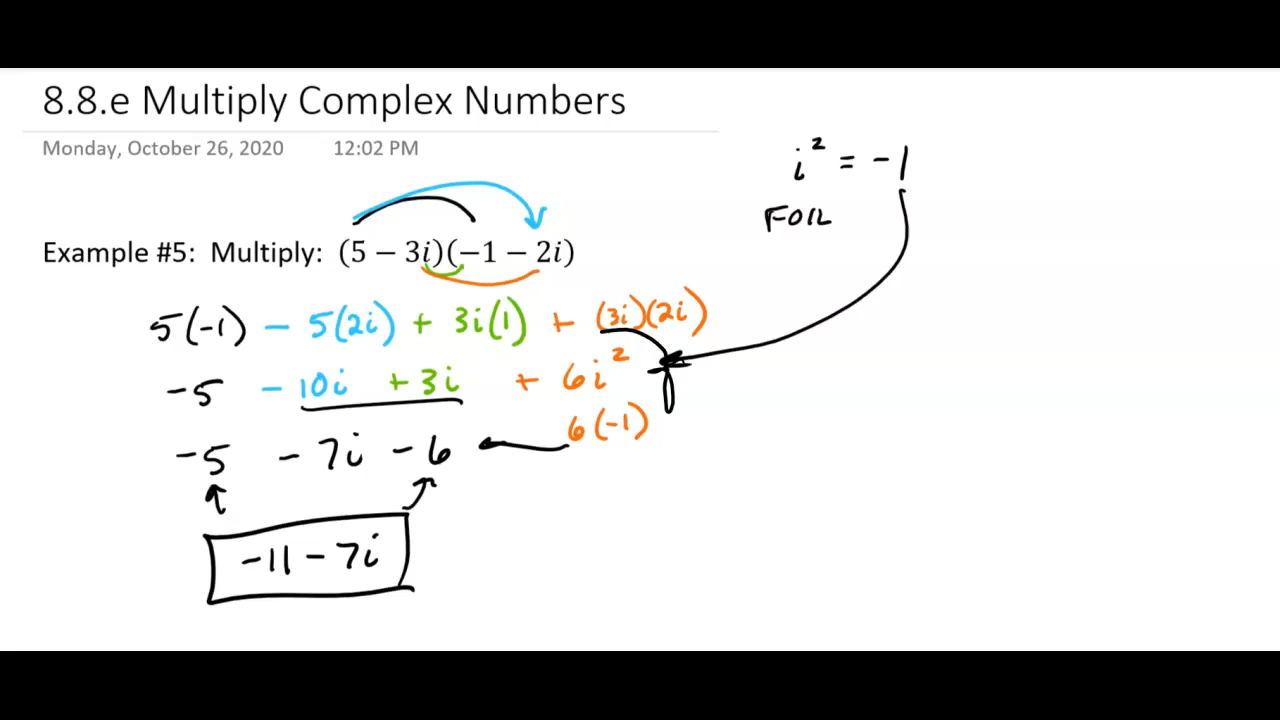 8.8.e Multiply Complex Numbers
Monday, October 26, 2020 12:02 PM
i² = -1
FOIL
Example #5: Multiply: (5 − 3i)(−1 − 2i)
5(-1) - 5(2i) + 3i(1) + (3i)(2i)
-5 - 10i + 3i + 6i²
6(-1)
-5 - 7i - 6
-11 - 7i